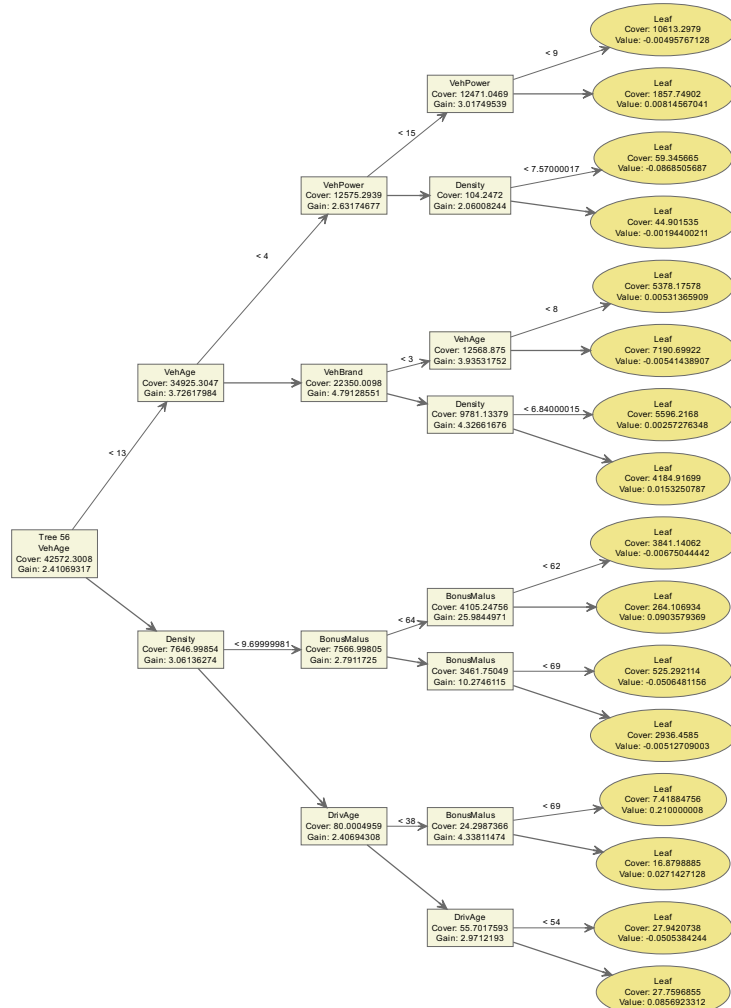 Leaf
Cover: 10613.2979
Value: -0.00495767128
< 9
VehPower
Cover: 12471.0469
Gain: 3.01749539
Leaf
Cover: 1857.74902
Value: 0.00814567041
< 15
Leaf
Cover: 59.345665
Value: -0.0868505687
< 7.57000017
VehPower
Cover: 12575.2939
Gain: 2.63174677
Density
Cover: 104.2472
Gain: 2.06008244
Leaf
Cover: 44.901535
Value: -0.00194400211
< 4
Leaf
Cover: 5378.17578
Value: 0.00531365909
< 8
VehAge
Cover: 12568.875
Gain: 3.93531752
Leaf
Cover: 7190.69922
Value: -0.00541438907
< 3
VehAge
Cover: 34925.3047
Gain: 3.72617984
VehBrand
Cover: 22350.0098
Gain: 4.79128551
Density
Cover: 9781.13379
Gain: 4.32661676
< 6.84000015
Leaf
Cover: 5596.2168
Value: 0.00257276348
< 13
Leaf
Cover: 4184.91699
Value: 0.0153250787
Tree 56
VehAge
Cover: 42572.3008
Gain: 2.41069317
Leaf
Cover: 3841.14062
Value: -0.00675044442
< 62
BonusMalus
Cover: 4105.24756
Gain: 25.9844971
Leaf
Cover: 264.106934
Value: 0.0903579369
< 64
Density
Cover: 7646.99854
Gain: 3.06136274
< 9.69999981
BonusMalus
Cover: 7566.99805
Gain: 2.7911725
BonusMalus
Cover: 3461.75049
Gain: 10.2746115
< 69
Leaf
Cover: 525.292114
Value: -0.0506481156
Leaf
Cover: 2936.4585
Value: -0.00512709003
Leaf
Cover: 7.41884756
Value: 0.210000008
< 69
DrivAge
Cover: 80.0004959
Gain: 2.40694308
< 38
BonusMalus
Cover: 24.2987366
Gain: 4.33811474
Leaf
Cover: 16.8798885
Value: 0.0271427128
DrivAge
Cover: 55.7017593
Gain: 2.9712193
< 54
Leaf
Cover: 27.9420738
Value: -0.0505384244
Leaf
Cover: 27.7596855
Value: 0.0856923312